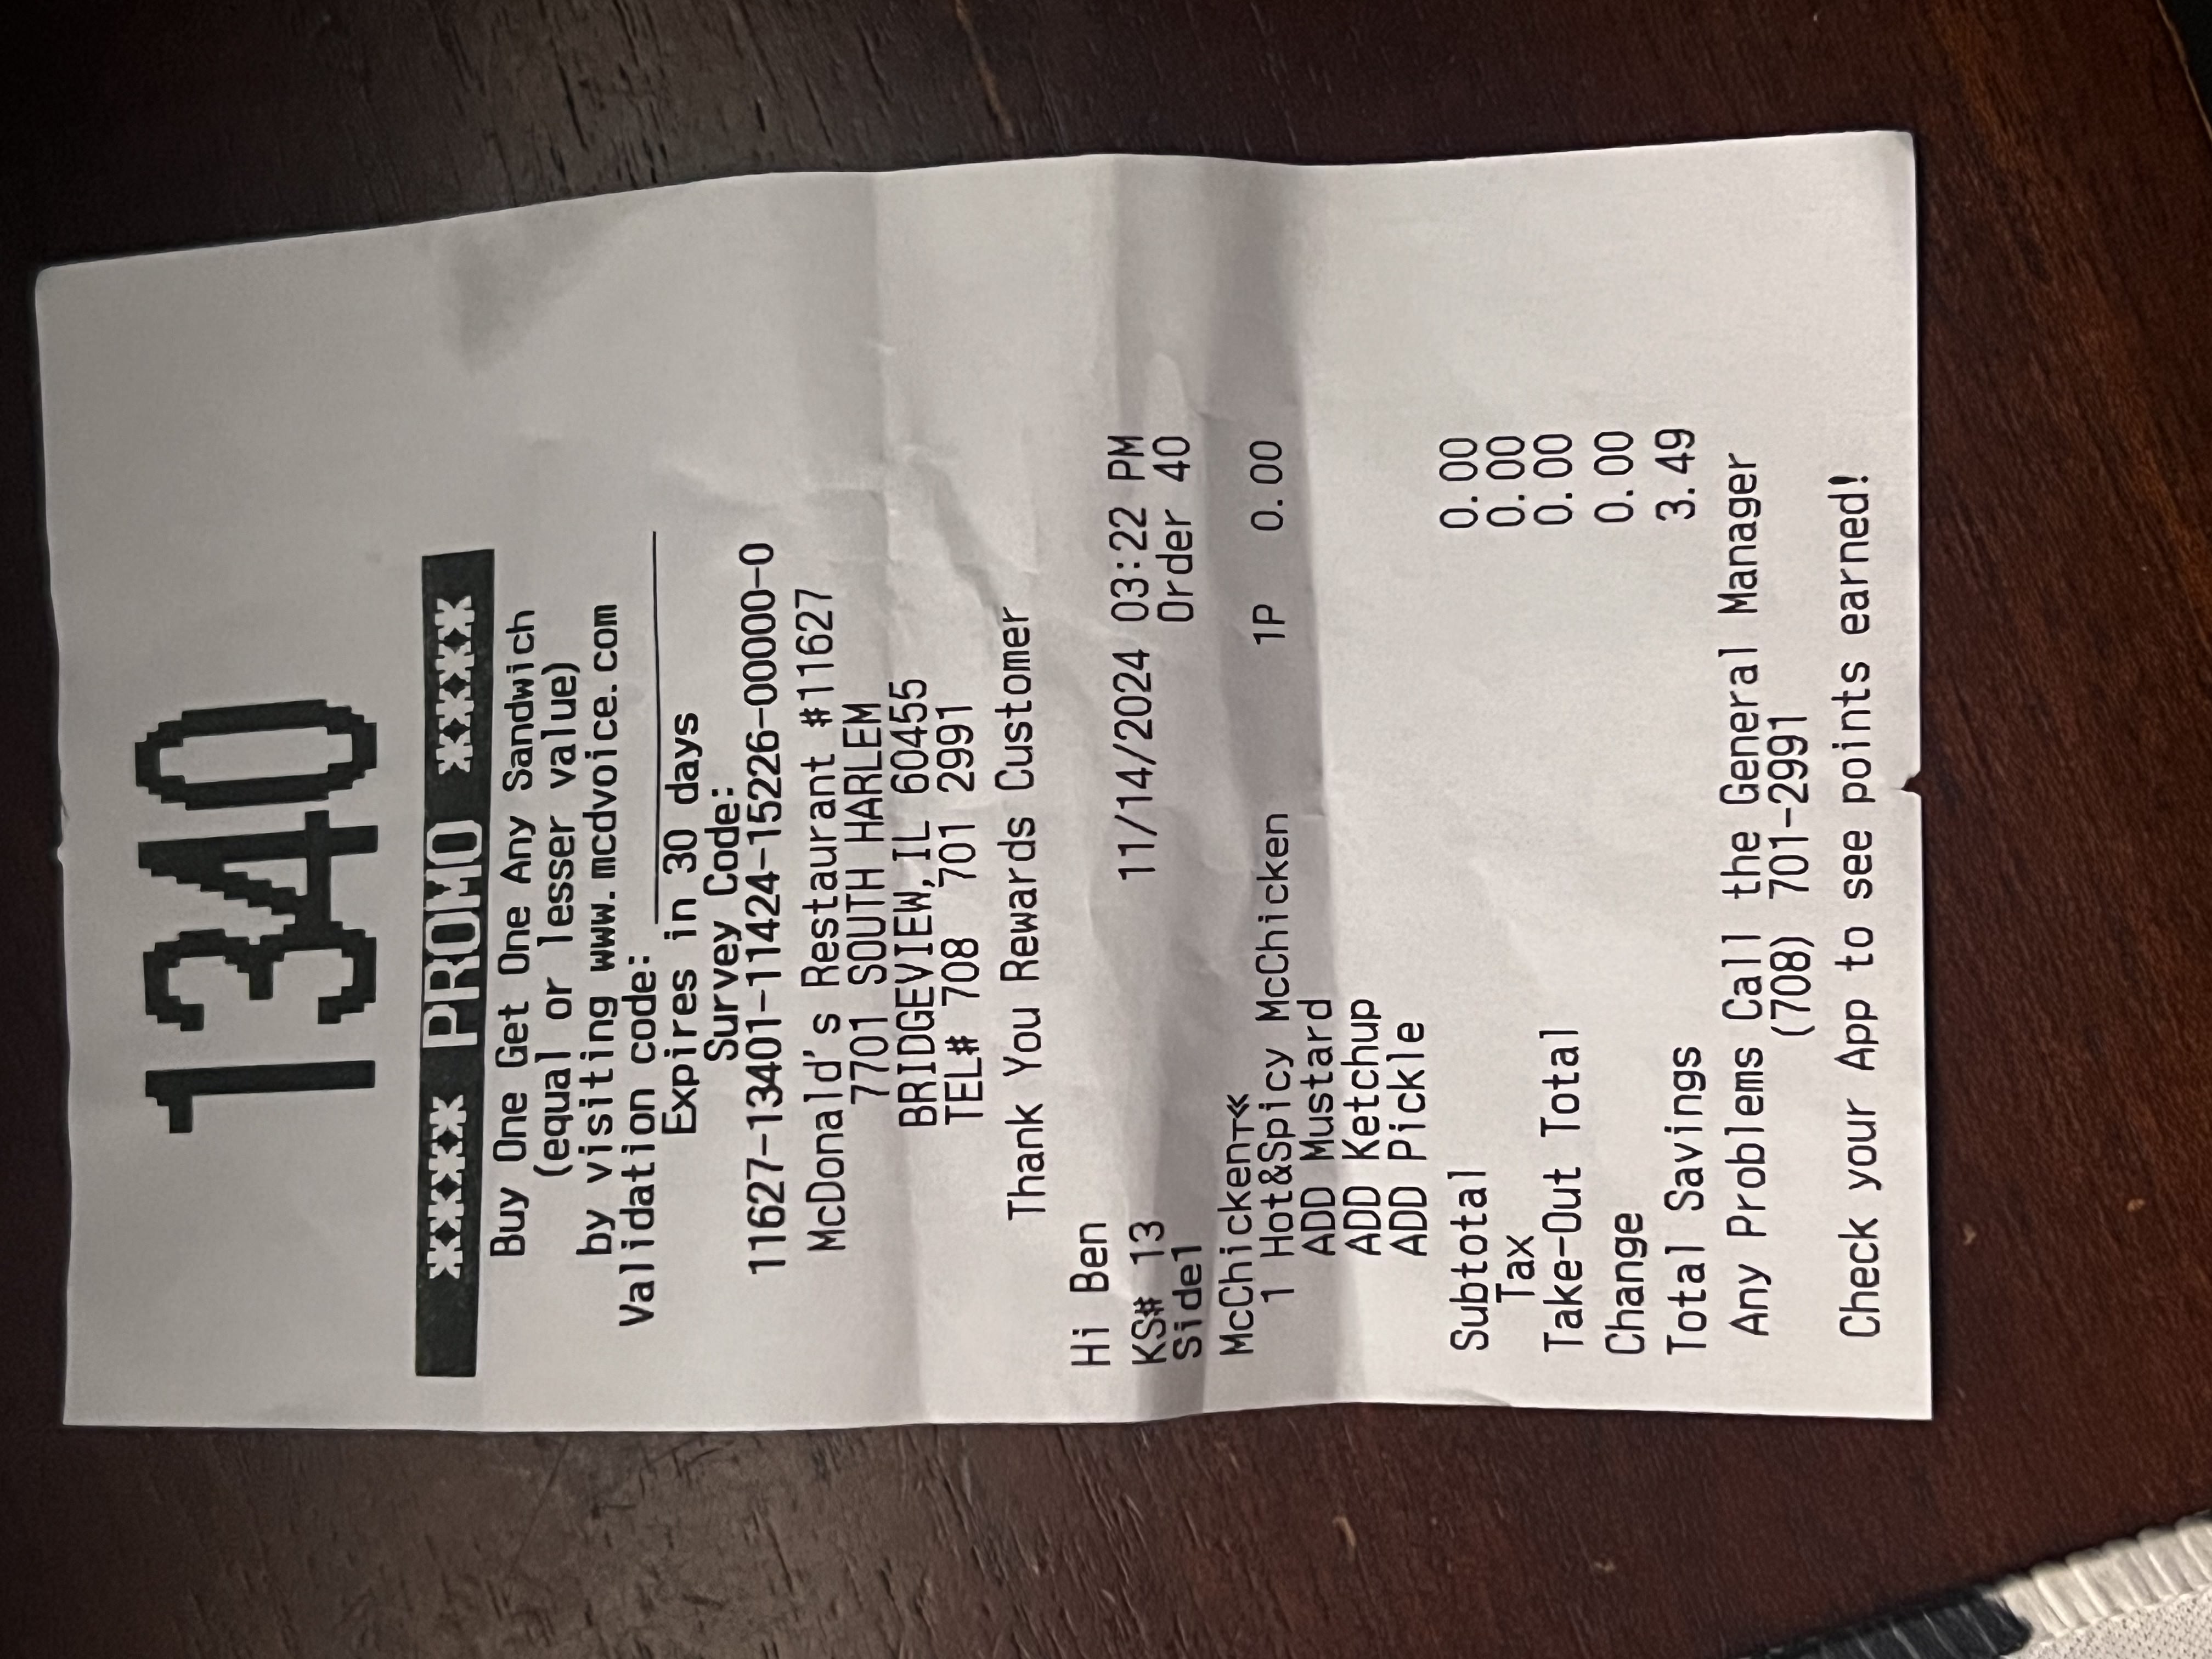 1340
**** PROMO ****
Buy One Get One Any Sandwich
(equal or lesser value)
by visiting www.mcdvoice.com
Validation code: ____________
Expires in 30 days
Survey Code:
11627-13401-11424-15226-00000-0
McDonald's Restaurant #11627
7701 SOUTH HARLEM
BRIDGEVIEW, IL 60455
TEL# 708 701 2991
Thank You Rewards Customer
Hi Ben
KS# 13 11/14/2024 03:22 PM
Side1 Order 40
McChicken┬«
1 Hot&Spicy McChicken 1P 0.00
ADD Mustard
ADD Ketchup
ADD Pickle
Subtotal 0.00
Tax 0.00
Take-Out Total 0.00
Change 0.00
Total Savings 3.49
Any Problems Call the General Manager
(708) 701-2991
Check your App to see points earned!